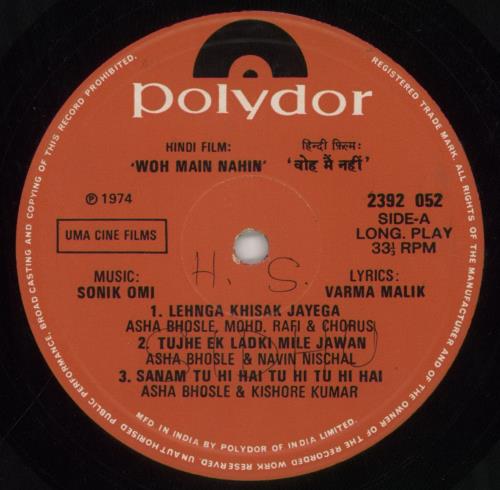 polydor
HINDI FILM:
'WOH MAIN NAHIN'
हिन्दी फ़िल्म:
'वोह मैं नहीं'
℗ 1974
UMA CINE FILMS
2392 052
SIDE-A
LONG. PLAY
33⅓ RPM
MUSIC:
SONIK OMI
H. S.
LYRICS:
VARMA MALIK
1. LEHNGA KHISAK JAYEGA
ASHA BHOSLE, MOHD. RAFI & CHORUS
2. TUJHE EK LADKI MILE JAWAN
ASHA BHOSLE & NAVIN NISCHAL
3. SANAM TU HI HAI TU HI TU HI HAI
ASHA BHOSLE & KISHORE KUMAR
MFD. IN INDIA BY POLYDOR OF INDIA LIMITED.
REGISTERED TRADE MARK. ALL RIGHTS OF THE MANUFACTURER AND OF THE OWNER OF THE RECORDED WORK RESERVED. UNAUTHORISED PUBLIC PERFORMANCE, BROAD CASTING AND COPYING OF THIS RECORD PROHIBITED.